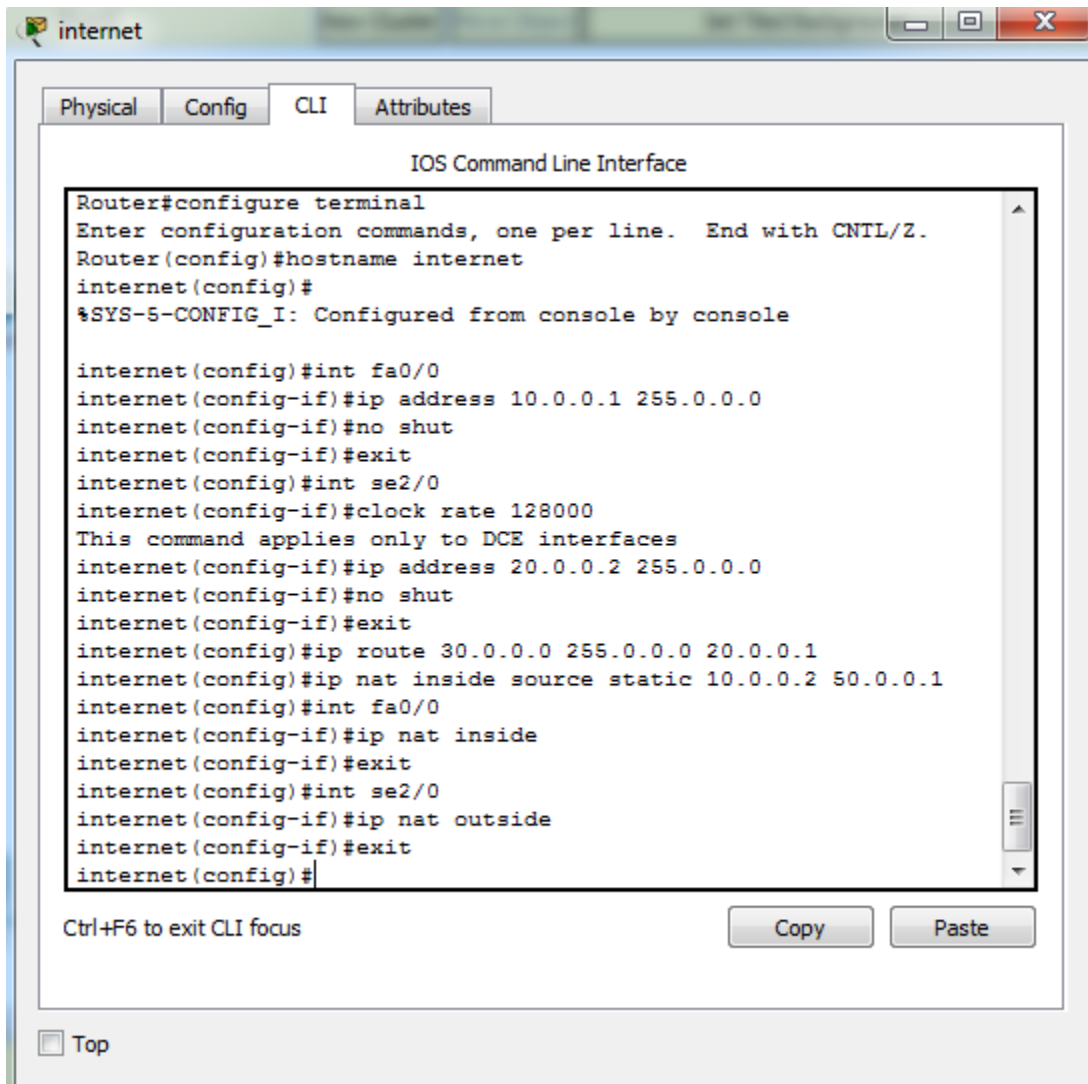 internet
Physical Config CLI Attributes
IOS Command Line Interface
Router#configure terminal
Enter configuration commands, one per line.  End with CNTL/Z.
Router(config)#hostname internet
internet(config)#
%SYS-5-CONFIG_I: Configured from console by console
internet(config)#int fa0/0
internet(config-if)#ip address 10.0.0.1 255.0.0.0
internet(config-if)#no shut
internet(config-if)#exit
internet(config)#int se2/0
internet(config-if)#clock rate 128000
This command applies only to DCE interfaces
internet(config-if)#ip address 20.0.0.2 255.0.0.0
internet(config-if)#no shut
internet(config-if)#exit
internet(config)#ip route 30.0.0.0 255.0.0.0 20.0.0.1
internet(config)#ip nat inside source static 10.0.0.2 50.0.0.1
internet(config)#int fa0/0
internet(config-if)#ip nat inside
internet(config-if)#exit
internet(config)#int se2/0
internet(config-if)#ip nat outside
internet(config-if)#exit
internet(config)#
Ctrl+F6 to exit CLI focus Copy Paste
Top